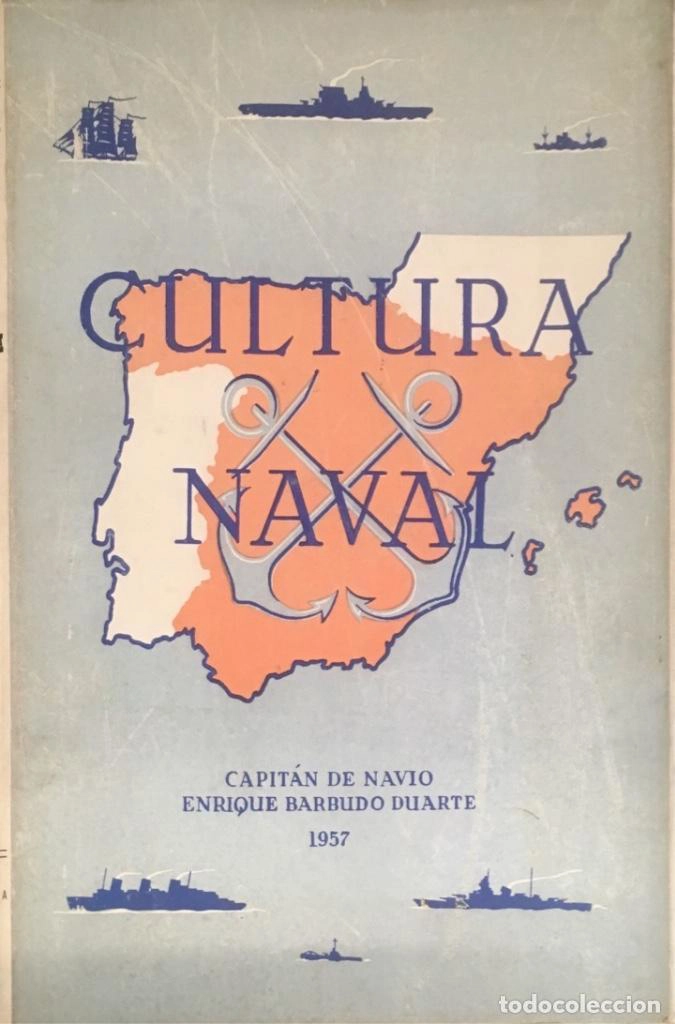 CULTURA
NAVAL
CAPITÁN DE NAVIO
ENRIQUE BARBUDO DUARTE
1957
A
todocoleccion